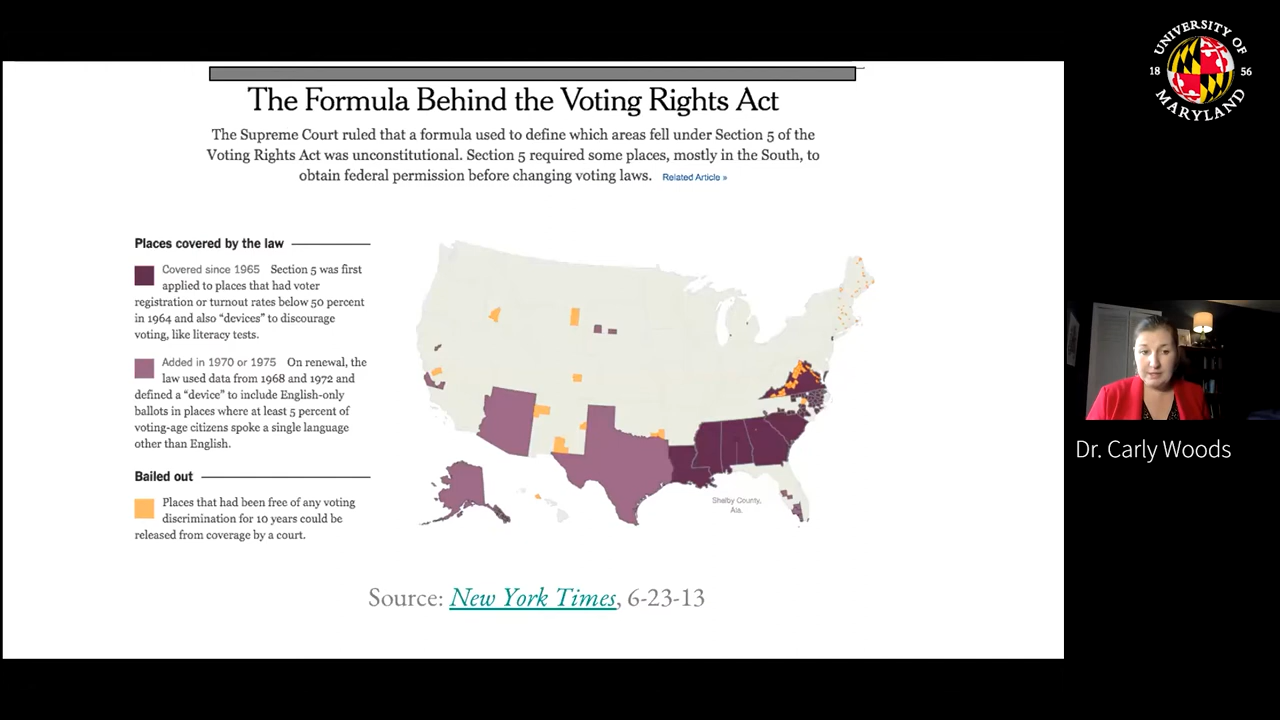 The Formula Behind the Voting Rights Act
The Supreme Court ruled that a formula used to define which areas fell under Section 5 of the
Voting Rights Act was unconstitutional. Section 5 required some places, mostly in the South, to
obtain federal permission before changing voting laws. Related Article »
Places covered by the law
Covered since 1965 Section 5 was first
applied to places that had voter
registration or turnout rates below 50 percent
in 1964 and also “devices” to discourage
voting, like literacy tests.
Added in 1970 or 1975 On renewal, the
law used data from 1968 and 1972 and
defined a “device” to include English-only
ballots in places where at least 5 percent of
voting-age citizens spoke a single language
other than English.
Bailed out
Places that had been free of any voting
discrimination for 10 years could be
released from coverage by a court.
Shelby County,
Ala.
Source: New York Times, 6-23-13
UNIVERSITY OF
18 56
MARYLAND
Dr. Carly Woods